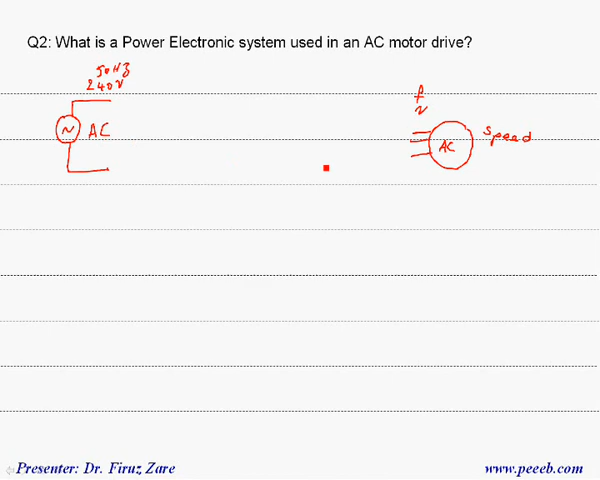 Q2: What is a Power Electronic system used in an AC motor drive?
50Hz
240V
AC
f
V
AC
Speed
Presenter: Dr. Firuz Zare
www.peeeb.com